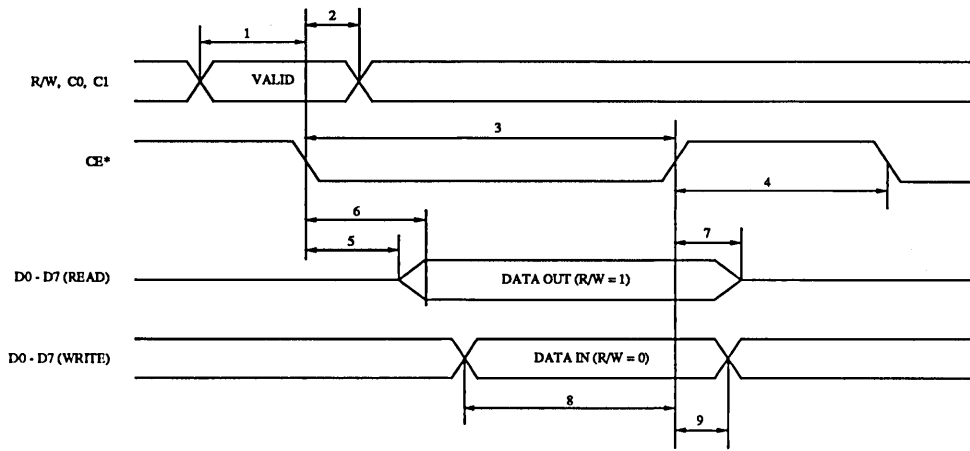 1
2
R/W, C0, C1
VALID
3
CE*
4
6
5
7
D0 - D7 (READ)
DATA OUT (R/W = 1)
D0 - D7 (WRITE)
DATA IN (R/W = 0)
8
9